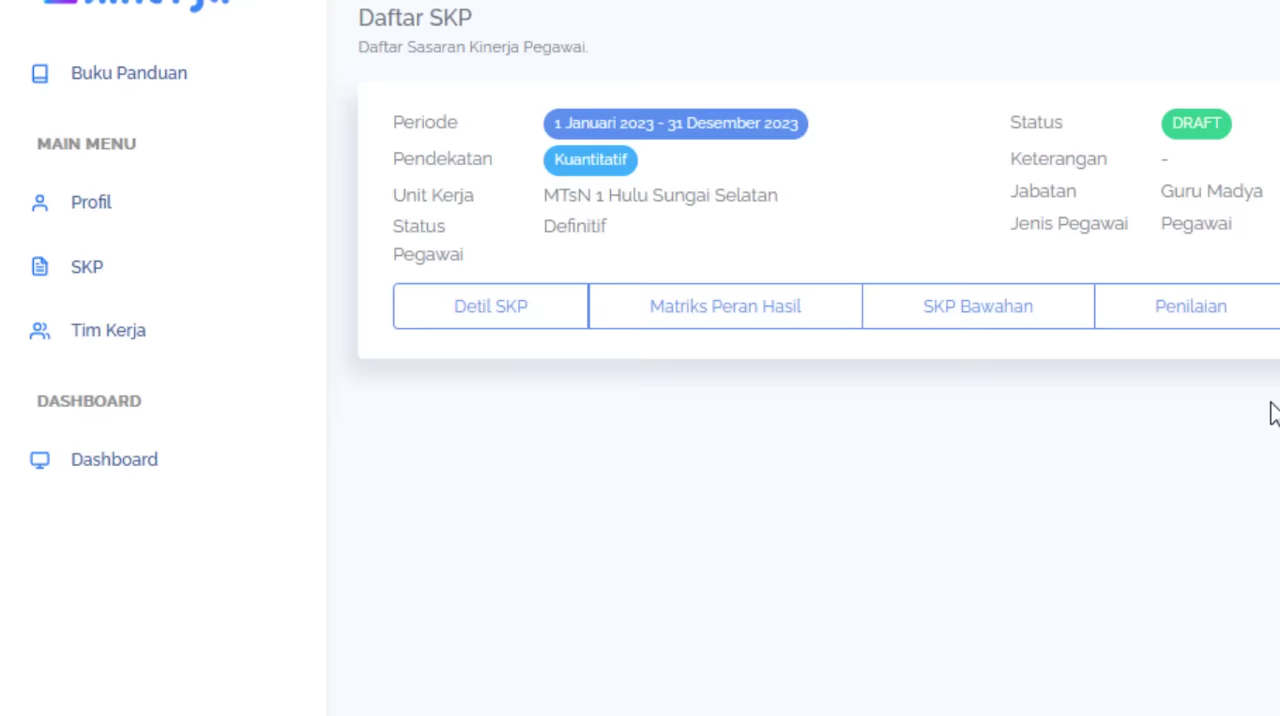 Daftar SKP
Daftar Sasaran Kinerja Pegawai.
Buku Panduan
MAIN MENU
Profil
SKP
Tim Kerja
DASHBOARD
Dashboard
Periode 1 Januari 2023 - 31 Desember 2023
Pendekatan Kuantitatif
Unit Kerja MTsN 1 Hulu Sungai Selatan
Status Pegawai Definitif
Status DRAFT
Keterangan -
Jabatan Guru Madya
Jenis Pegawai Pegawai
Detil SKP Matriks Peran Hasil SKP Bawahan Penilaian